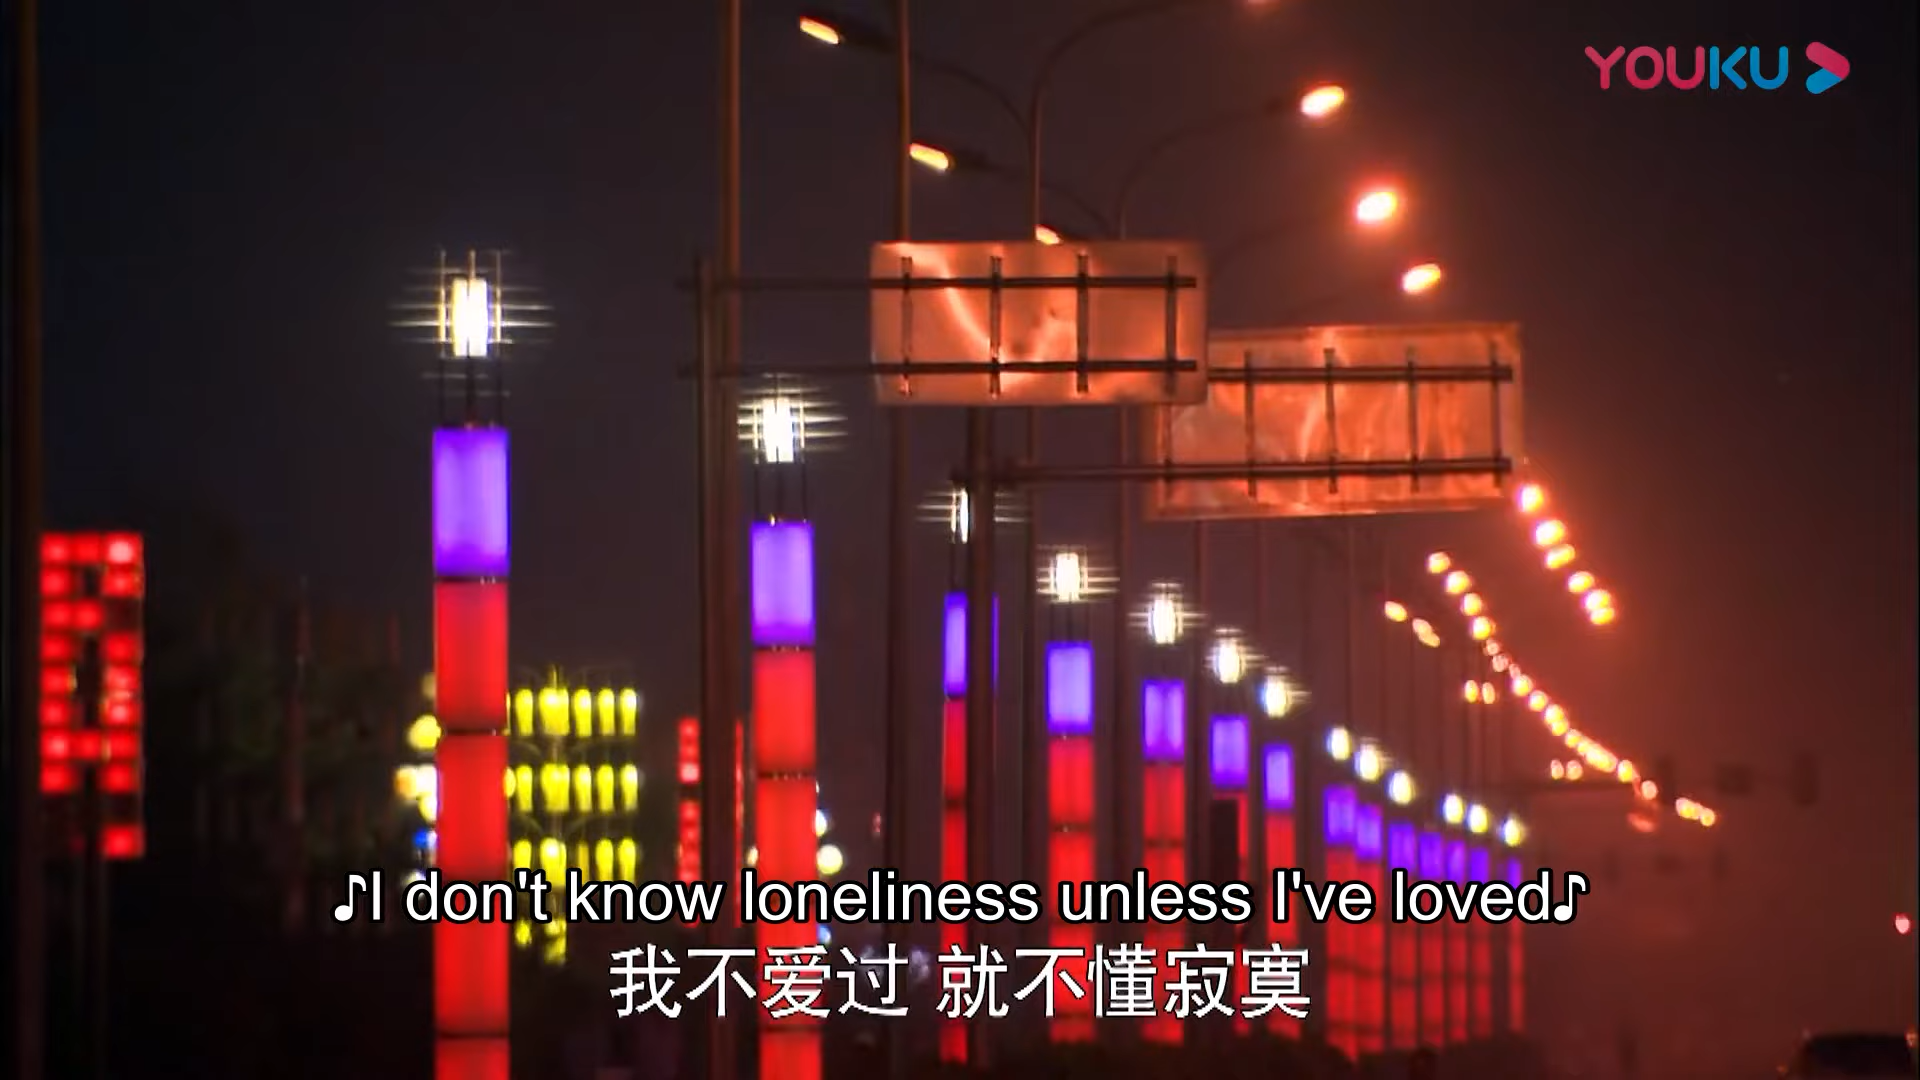 YOUKU
♪I don't know loneliness unless I've loved♪
我不爱过 就不懂寂寞